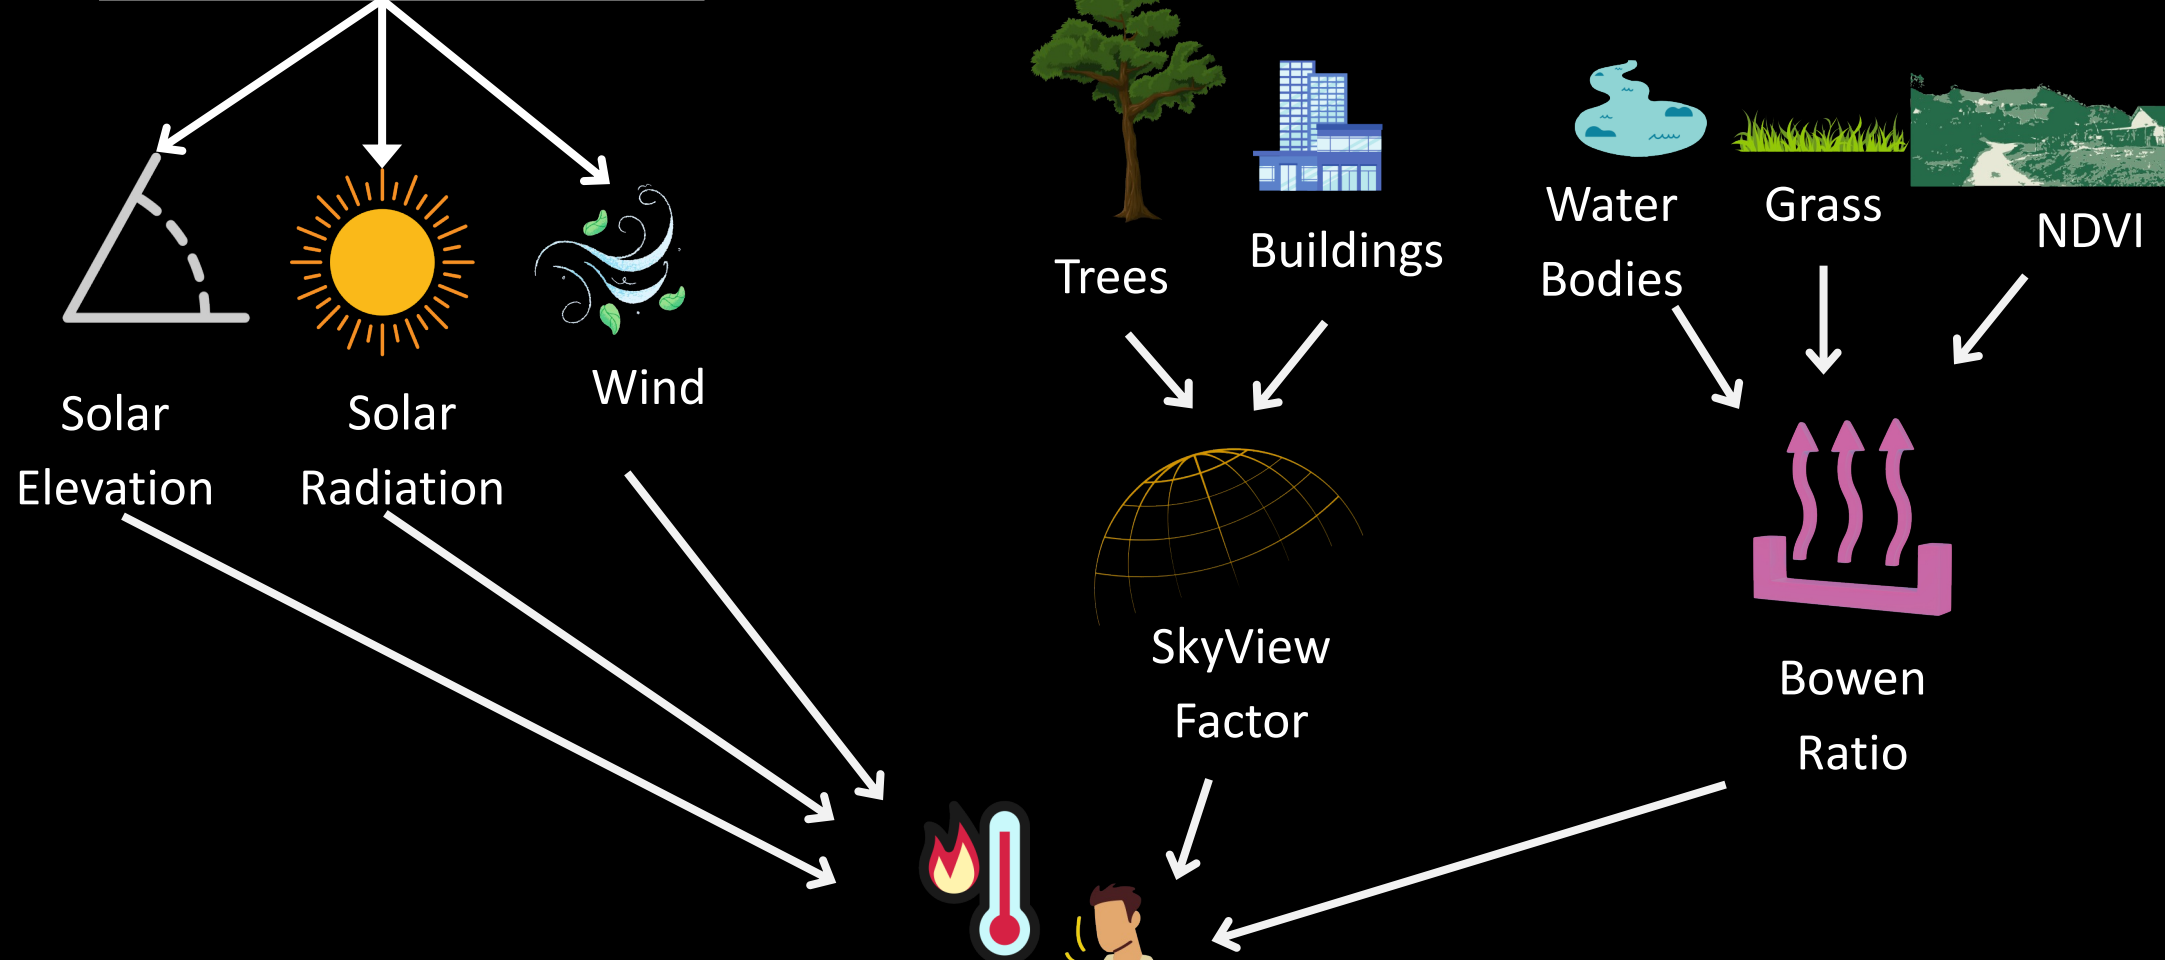 Solar
Elevation
Solar
Radiation
Wind
Trees
Buildings
Water
Bodies
Grass
NDVI
SkyView
Factor
Bowen
Ratio